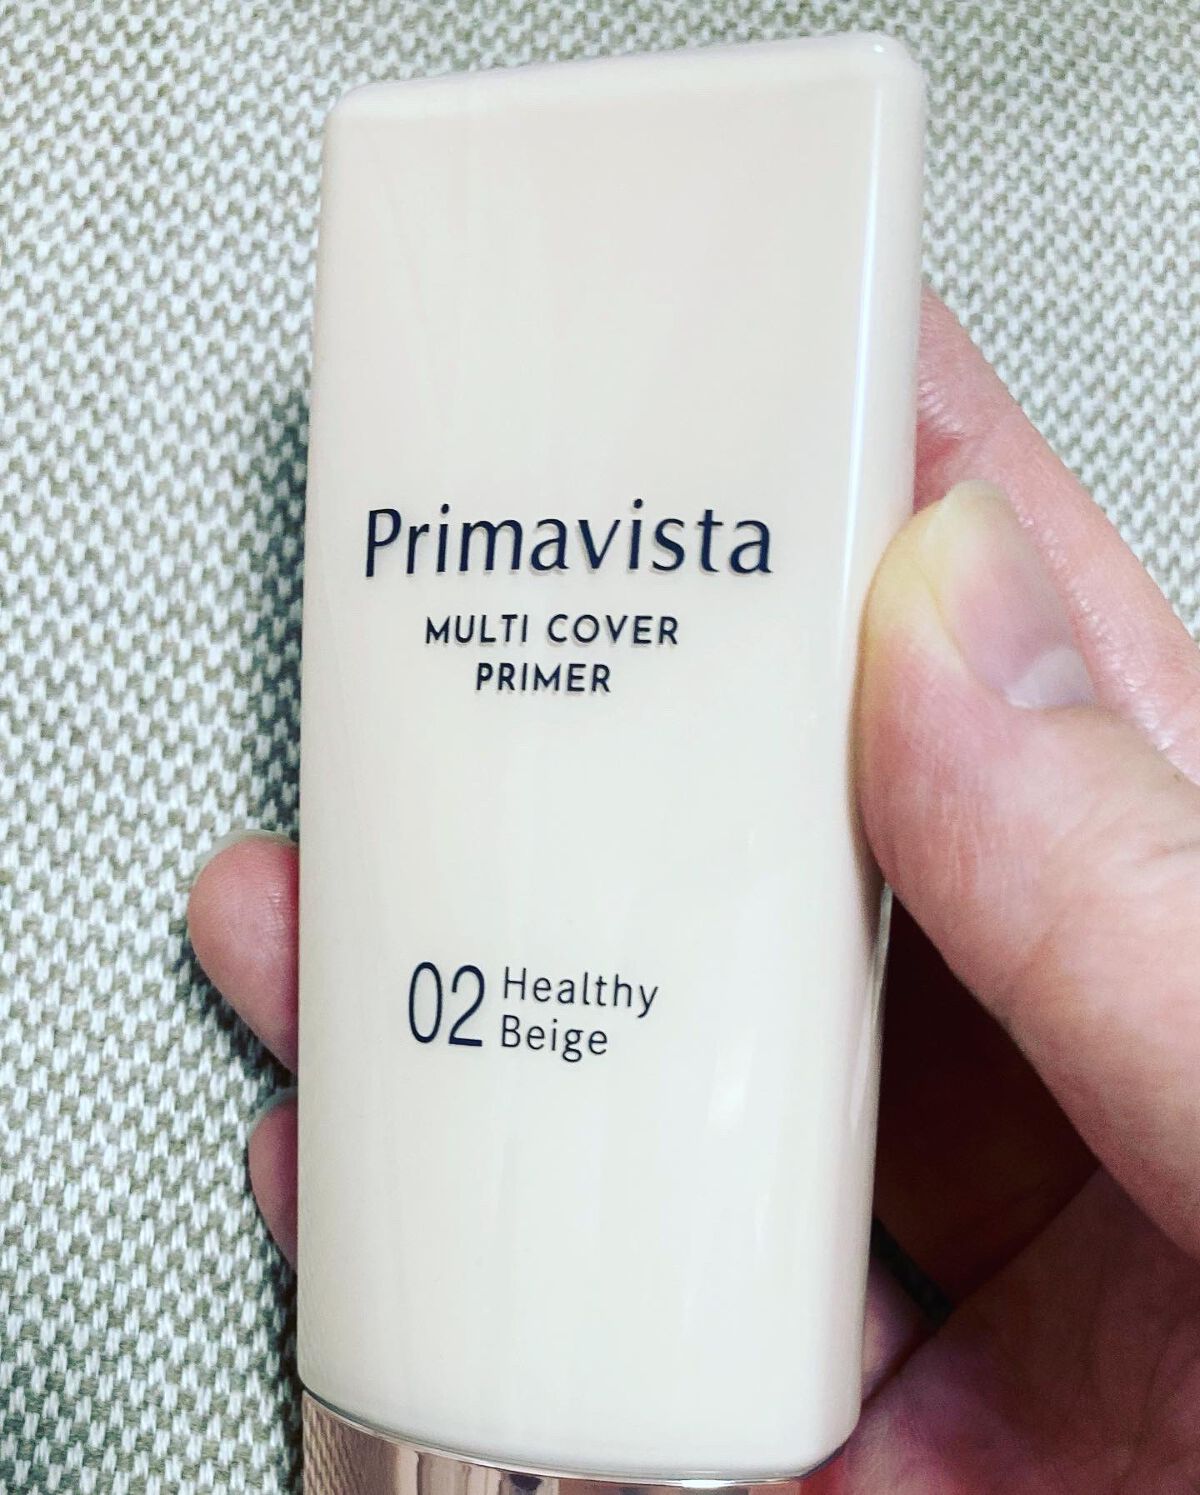 Primavista
MULTI COVER
PRIMER
02 Healthy
Beige